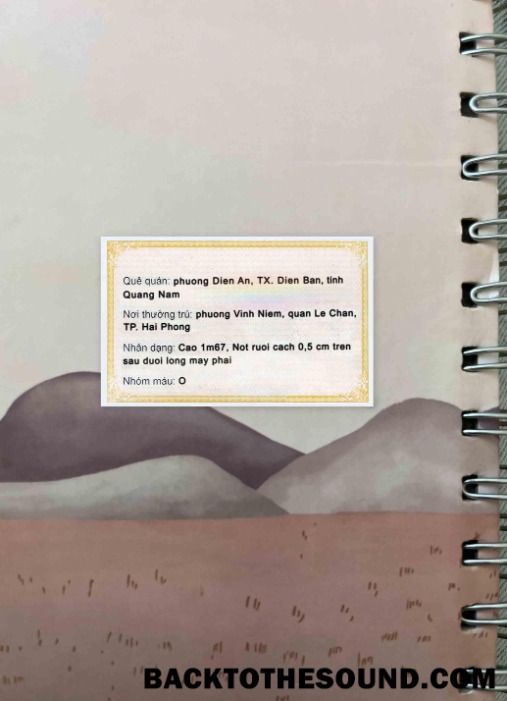 Quê quán: phuong Dien An, TX. Dien Ban, tinh
Quang Nam
Nơi thường trú: phuong Vinh Niem, quan Le Chan,
TP. Hai Phong
Nhân dạng: Cao 1m67, Not ruoi cach 0,5 cm tren
sau duoi long may phai
Nhóm máu: O
BACKTOTHESOUND.COM